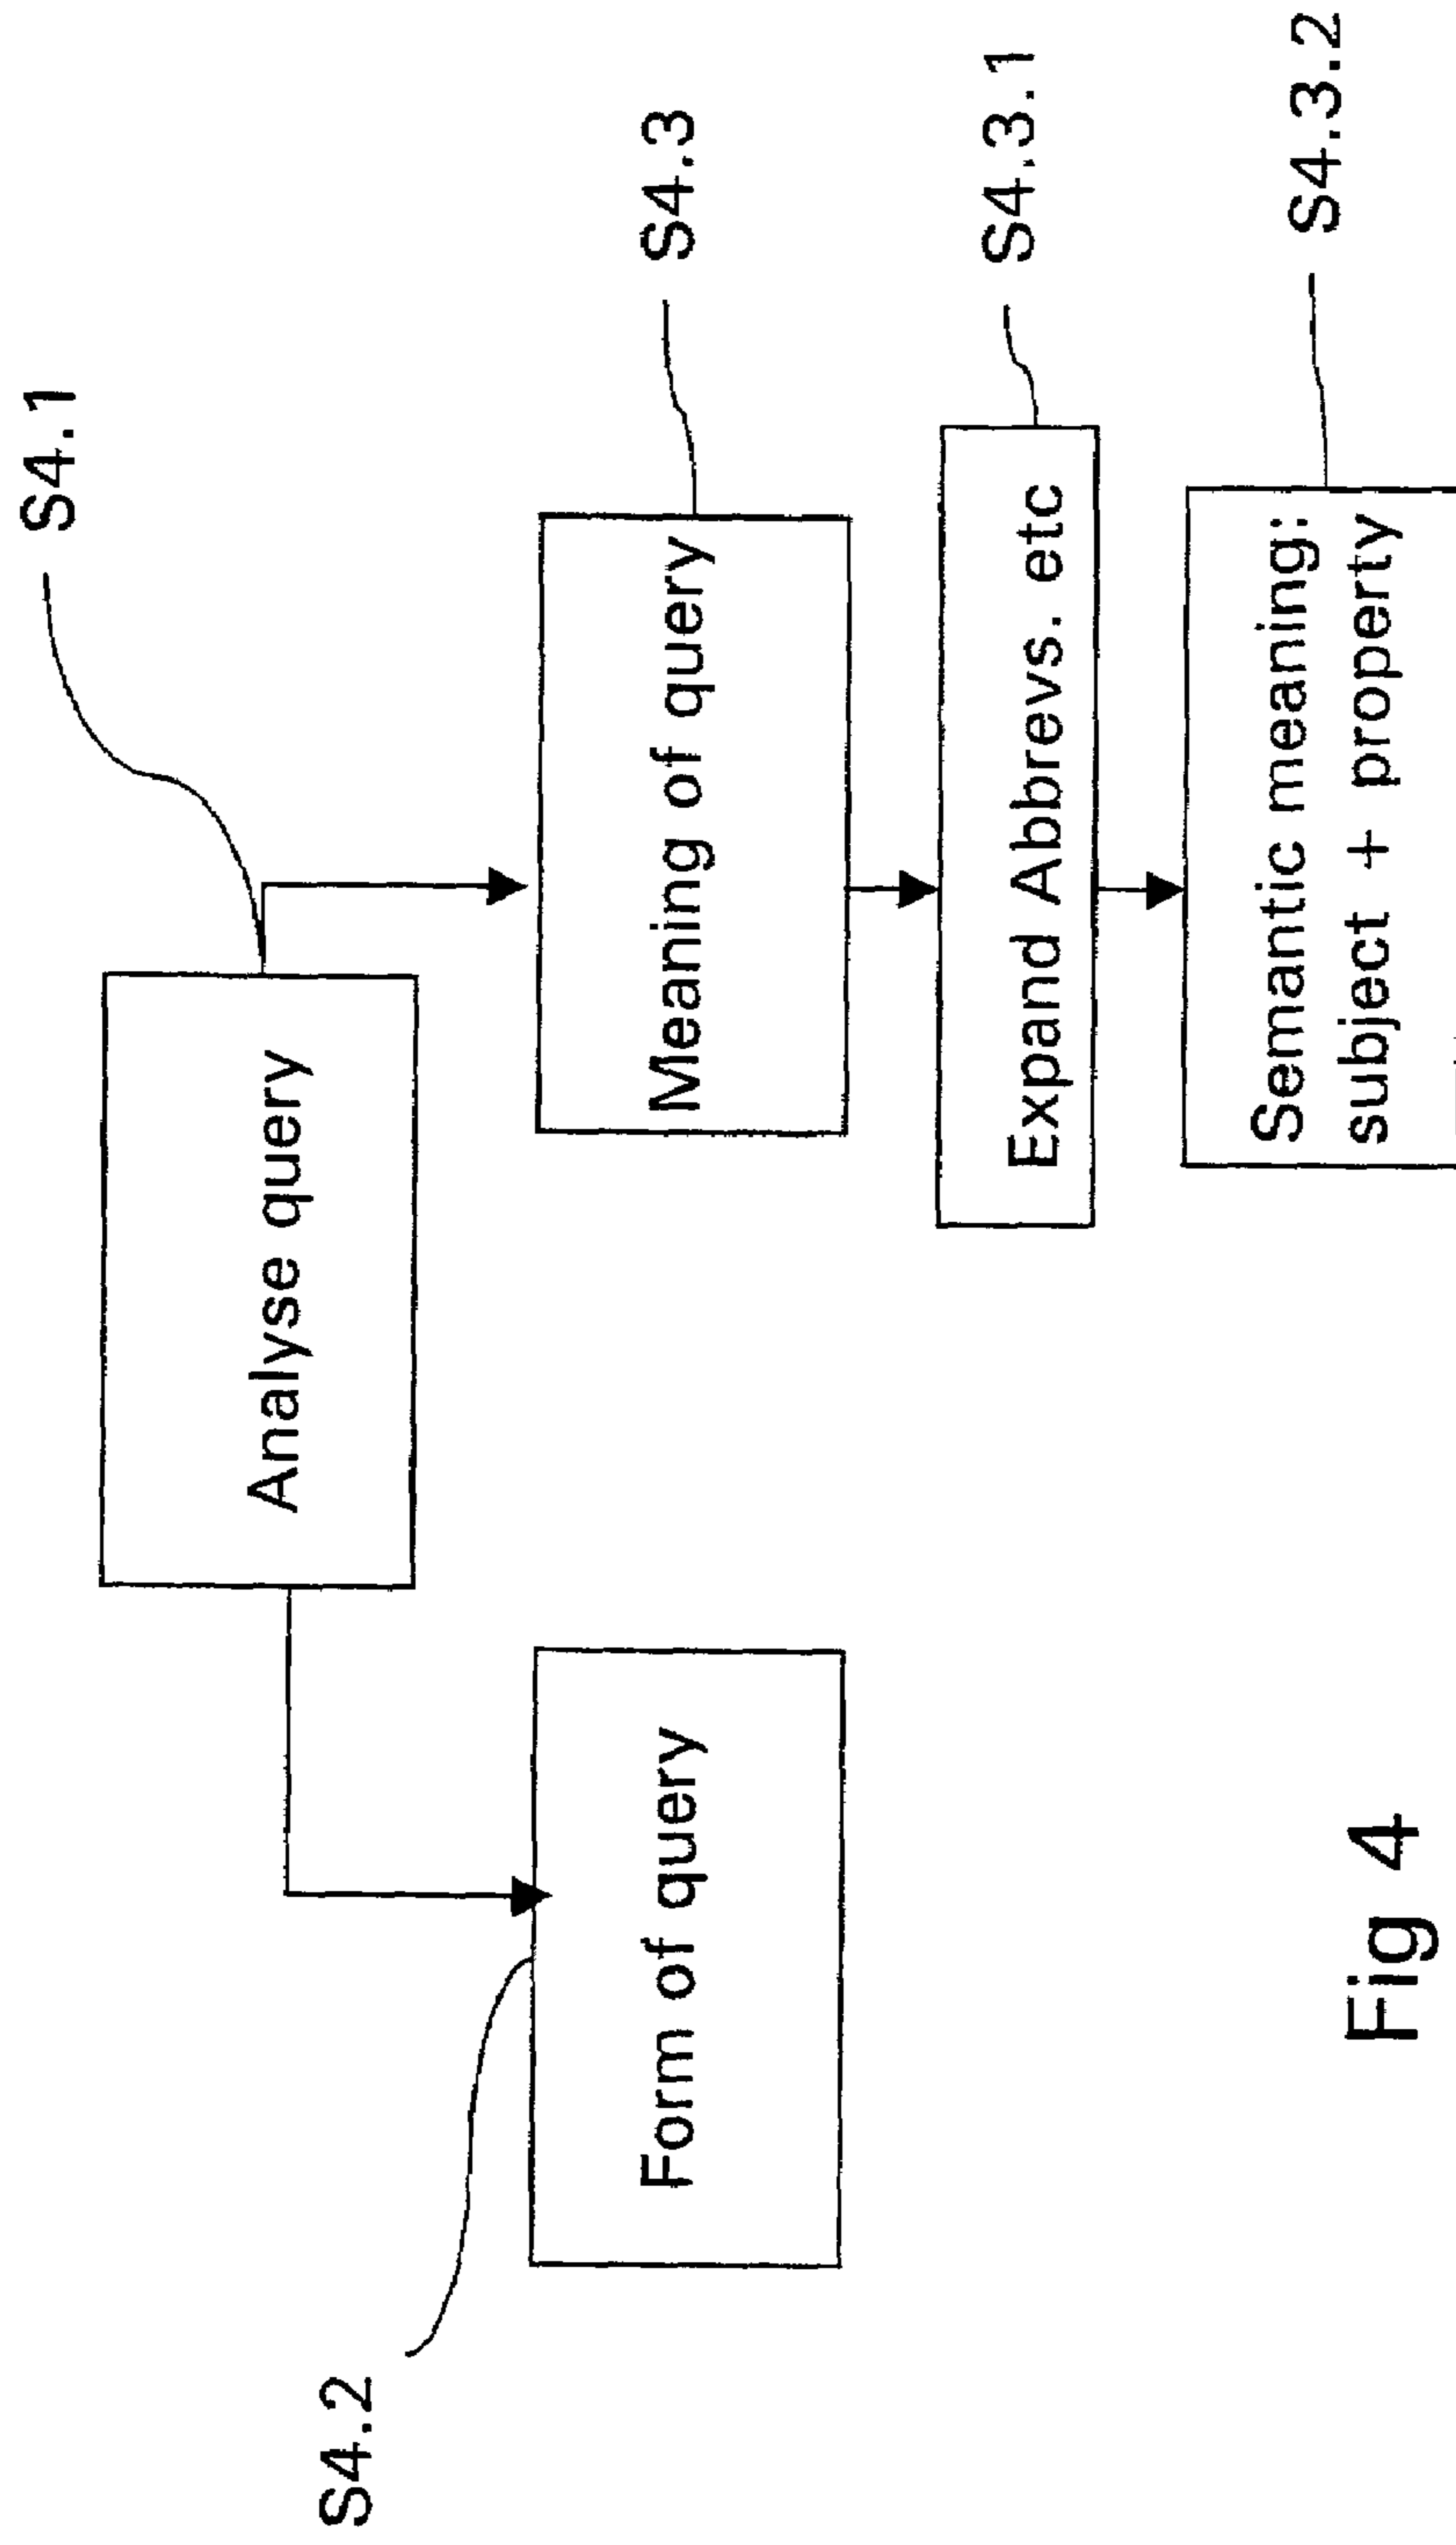 S4.1
Analyse query
S4.2
Form of query
Meaning of query
S4.3
Expand Abbrevs. etc
S4.3.1
Semantic meaning:
subject + property
S4.3.2
Fig 4